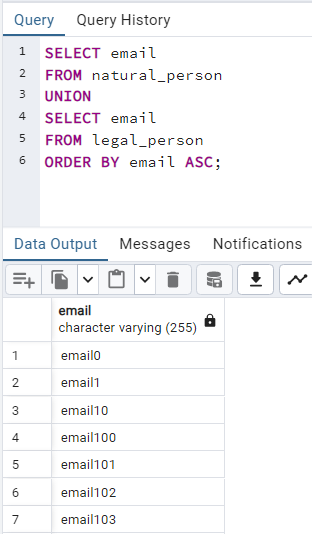 Query Query History
1 SELECT email
2 FROM natural_person
3 UNION
4 SELECT email
5 FROM legal_person
6 ORDER BY email ASC;
Data Output Messages Notifications
email
character varying (255)
1 email0
2 email1
3 email10
4 email100
5 email101
6 email102
7 email103